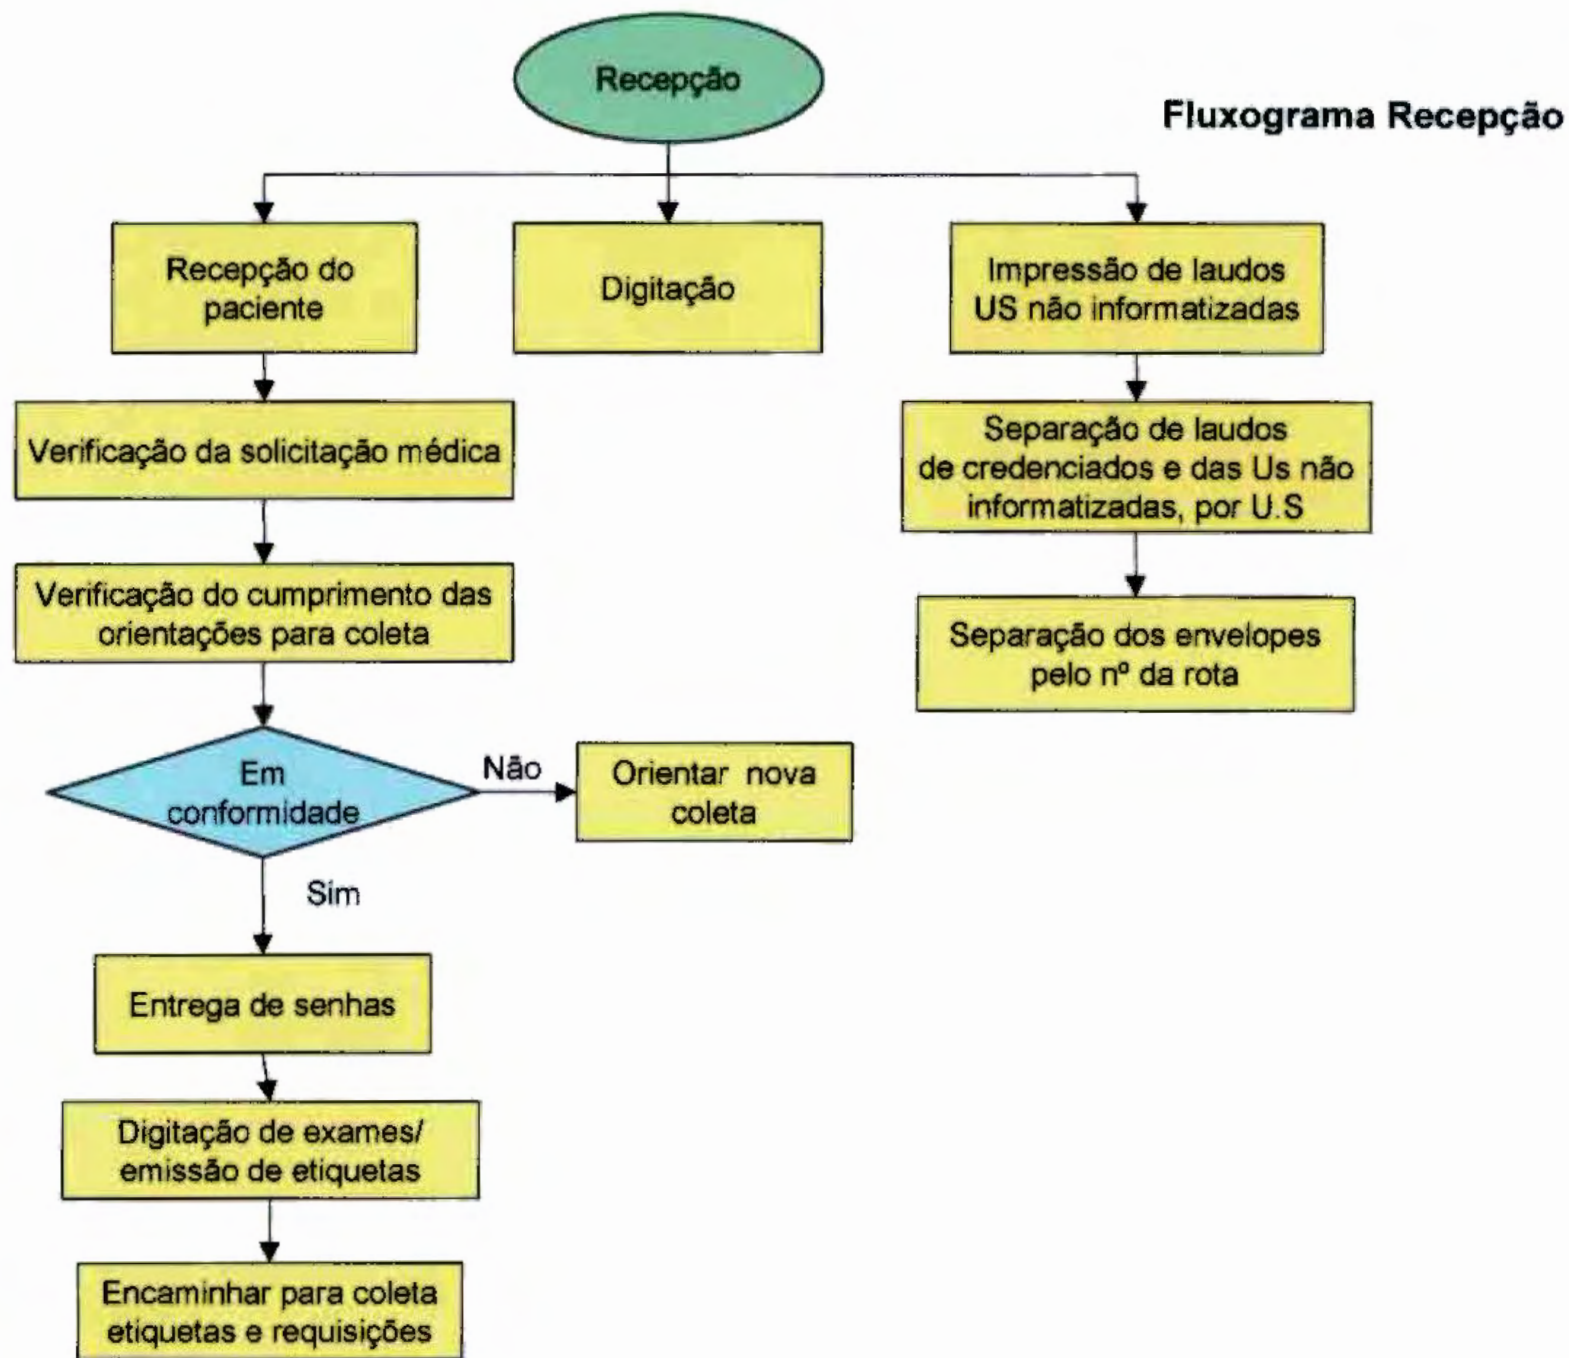 Recepção
Fluxograma Recepção
Recepção do
paciente
Digitação
Impressão de laudos
US não informatizadas
Verificação da solicitação médica
Separação de laudos
de credenciados e das Us não
informatizadas, por U.S
Verificação do cumprimento das
orientações para coleta
Separação dos envelopes
pelo nº da rota
Em
conformidade
Não
Orientar nova
coleta
Sim
Entrega de senhas
Digitação de exames/
emissão de etiquetas
Encaminhar para coleta
etiquetas e requisições